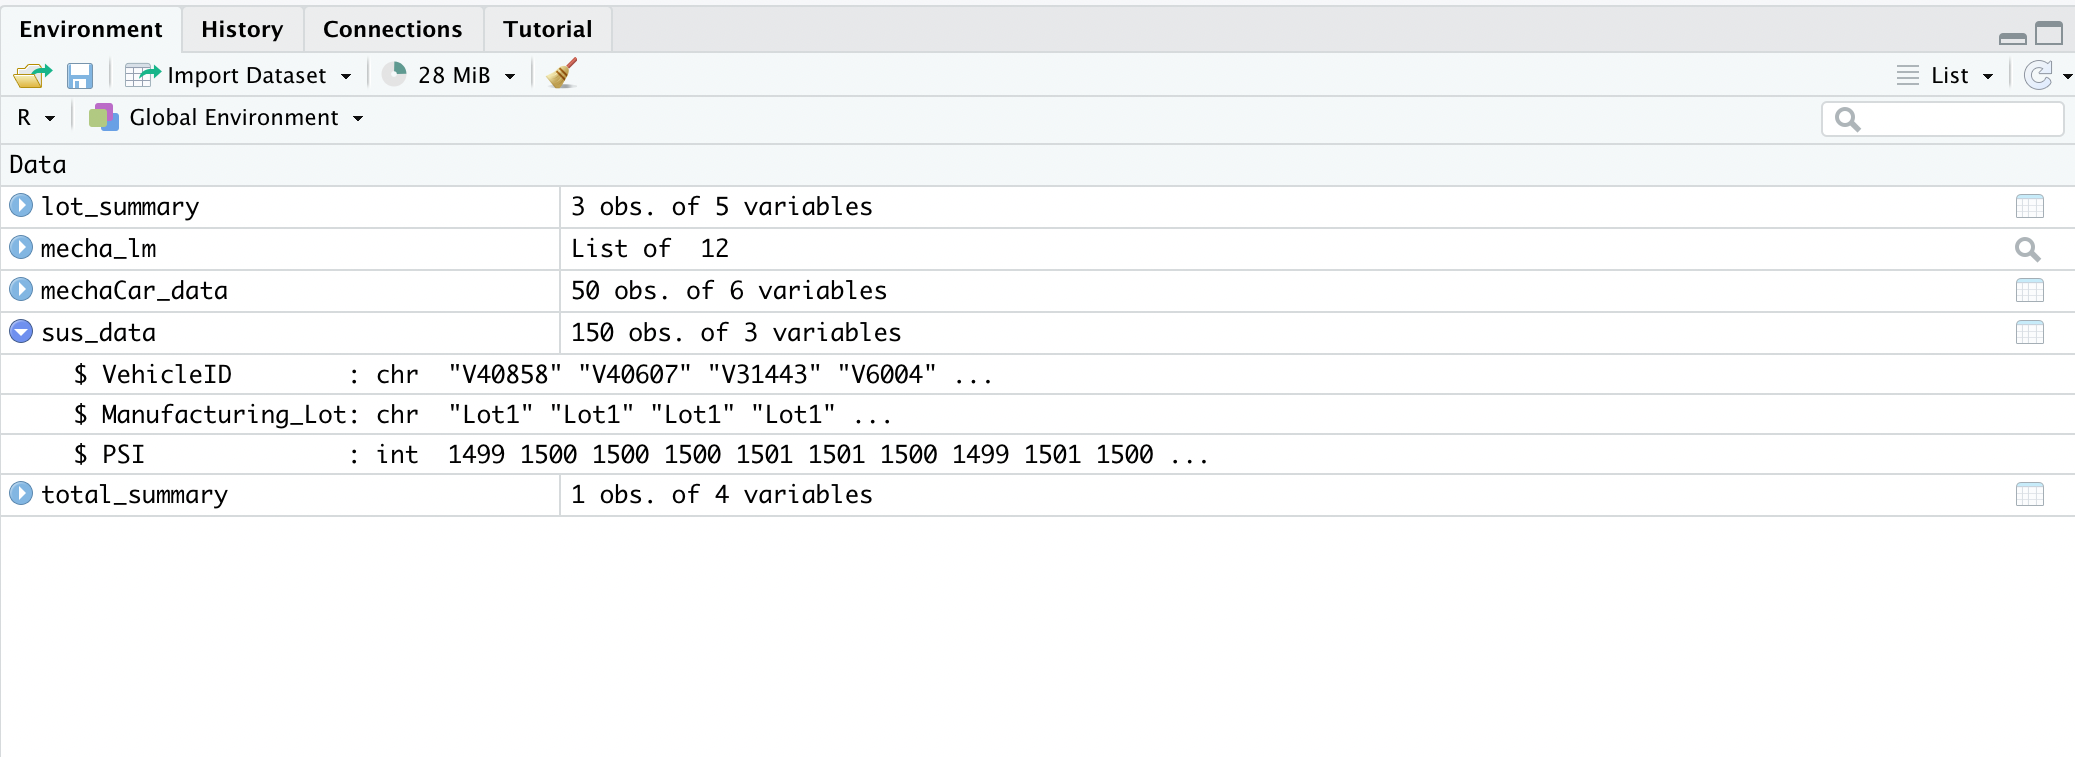 Environment History Connections Tutorial
Import Dataset 28 MiB List
R Global Environment
Data
lot_summary 3 obs. of 5 variables
mecha_lm List of  12
mechaCar_data 50 obs. of 6 variables
sus_data 150 obs. of 3 variables
$ VehicleID        : chr  "V40858" "V40607" "V31443" "V6004" ...
$ Manufacturing_Lot: chr  "Lot1" "Lot1" "Lot1" "Lot1" ...
$ PSI              : int  1499 1500 1500 1500 1501 1501 1500 1499 1501 1500 ...
total_summary 1 obs. of 4 variables